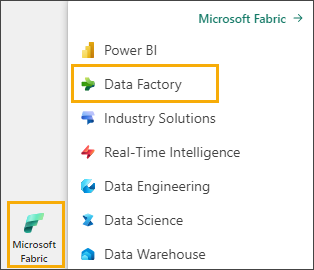 Microsoft Fabric →
Power BI
Data Factory
Industry Solutions
Real-Time Intelligence
Data Engineering
Data Science
Data Warehouse
Microsoft
Fabric